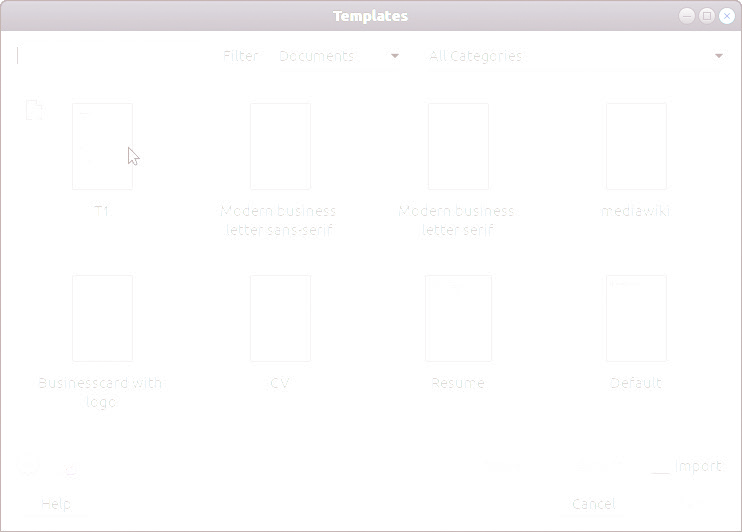 Templates
Filter Documents All Categories
T1
Modern business
letter sans-serif
Modern business
letter serif
mediawiki
Businesscard with
logo
CV
Resume
Default
Import
Help Cancel